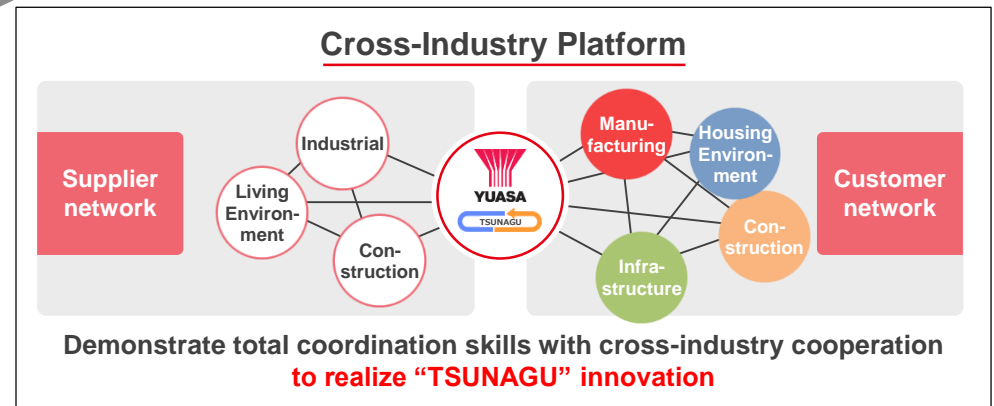 Cross-Industry Platform
Supplier
network
Industrial
Living
Environ-
ment
Con-
struction
YUASA
TSUNAGU
Manu-
facturing
Housing
Environ-
ment
Con-
struction
Infra-
structure
Customer
network
Demonstrate total coordination skills with cross-industry cooperation
to realize “TSUNAGU” innovation